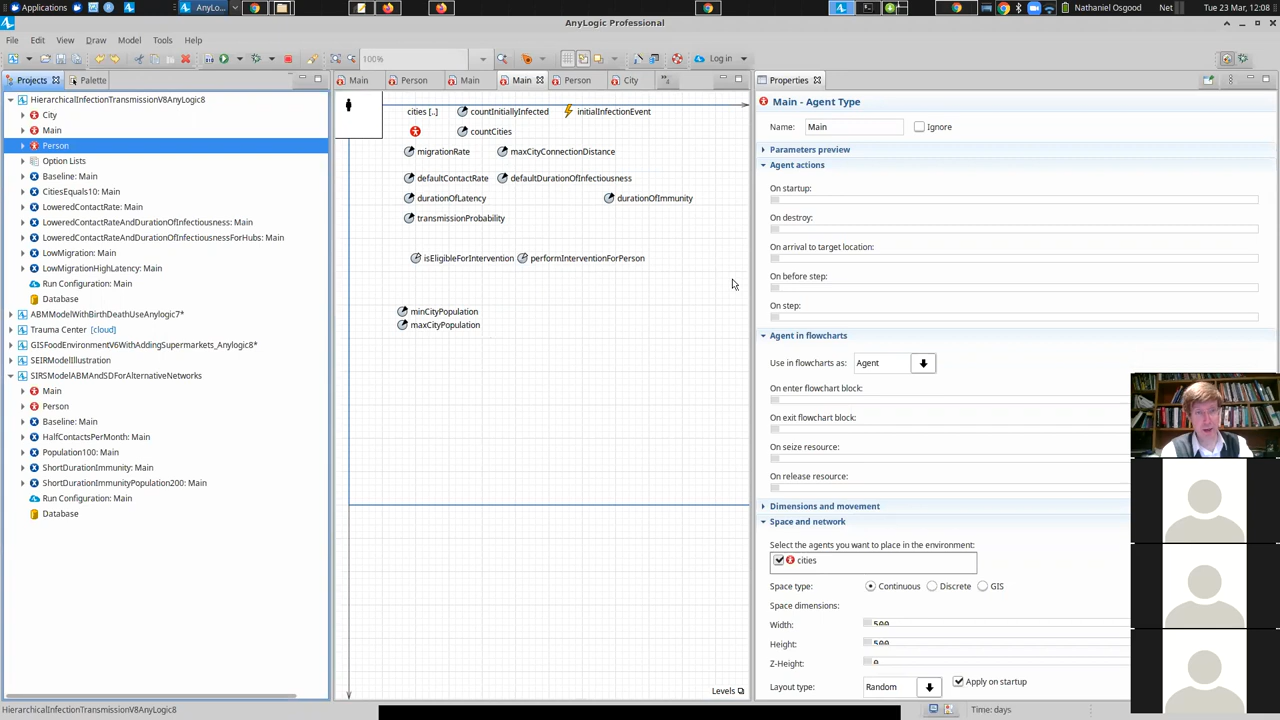 Applications
AnyLo...
Nathaniel Osgood
Net
Tue 23 Mar, 12:08
AnyLogic Professional
File Edit View Draw Model Tools Help
100%
Log in
Projects
Palette
Main
Person
Main
Main
Person
City
4
Properties
HierarchicalInfectionTransmissionV8AnyLogic8
City
Main
Person
Option Lists
Baseline: Main
CitiesEquals10: Main
LoweredContactRate: Main
LoweredContactRateAndDurationOfInfectiousness: Main
LoweredContactRateAndDurationOfInfectiousnessForHubs: Main
LowMigration: Main
LowMigrationHighLatency: Main
Run Configuration: Main
Database
ABMModelWithBirthDeathUseAnylogic7*
Trauma Center [cloud]
GISFoodEnvironmentV6WithAddingSupermarkets_Anylogic8*
SEIRModelIllustration
SIRSModelABMAndSDForAlternativeNetworks
Main
Person
Baseline: Main
HalfContactsPerMonth: Main
Population100: Main
ShortDurationImmunity: Main
ShortDurationImmunityPopulation200: Main
Run Configuration: Main
Database
cities [..]
countInitiallyInfected
initialInfectionEvent
countCities
migrationRate
maxCityConnectionDistance
defaultContactRate
defaultDurationOfInfectiousness
durationOfLatency
durationOfImmunity
transmissionProbability
isEligibleForIntervention
performInterventionForPerson
minCityPopulation
maxCityPopulation
Levels
Main - Agent Type
Name: Main
Ignore
Parameters preview
Agent actions
On startup:
On destroy:
On arrival to target location:
On before step:
On step:
Agent in flowcharts
Use in flowcharts as: Agent
On enter flowchart block:
On exit flowchart block:
On seize resource:
On release resource:
Dimensions and movement
Space and network
Select the agents you want to place in the environment:
cities
Space type: Continuous Discrete GIS
Space dimensions:
Width: 500
Height: 500
Z-Height: 0
Layout type: Random
Apply on startup
HierarchicalInfectionTransmissionV8AnyLogic8
Time: days